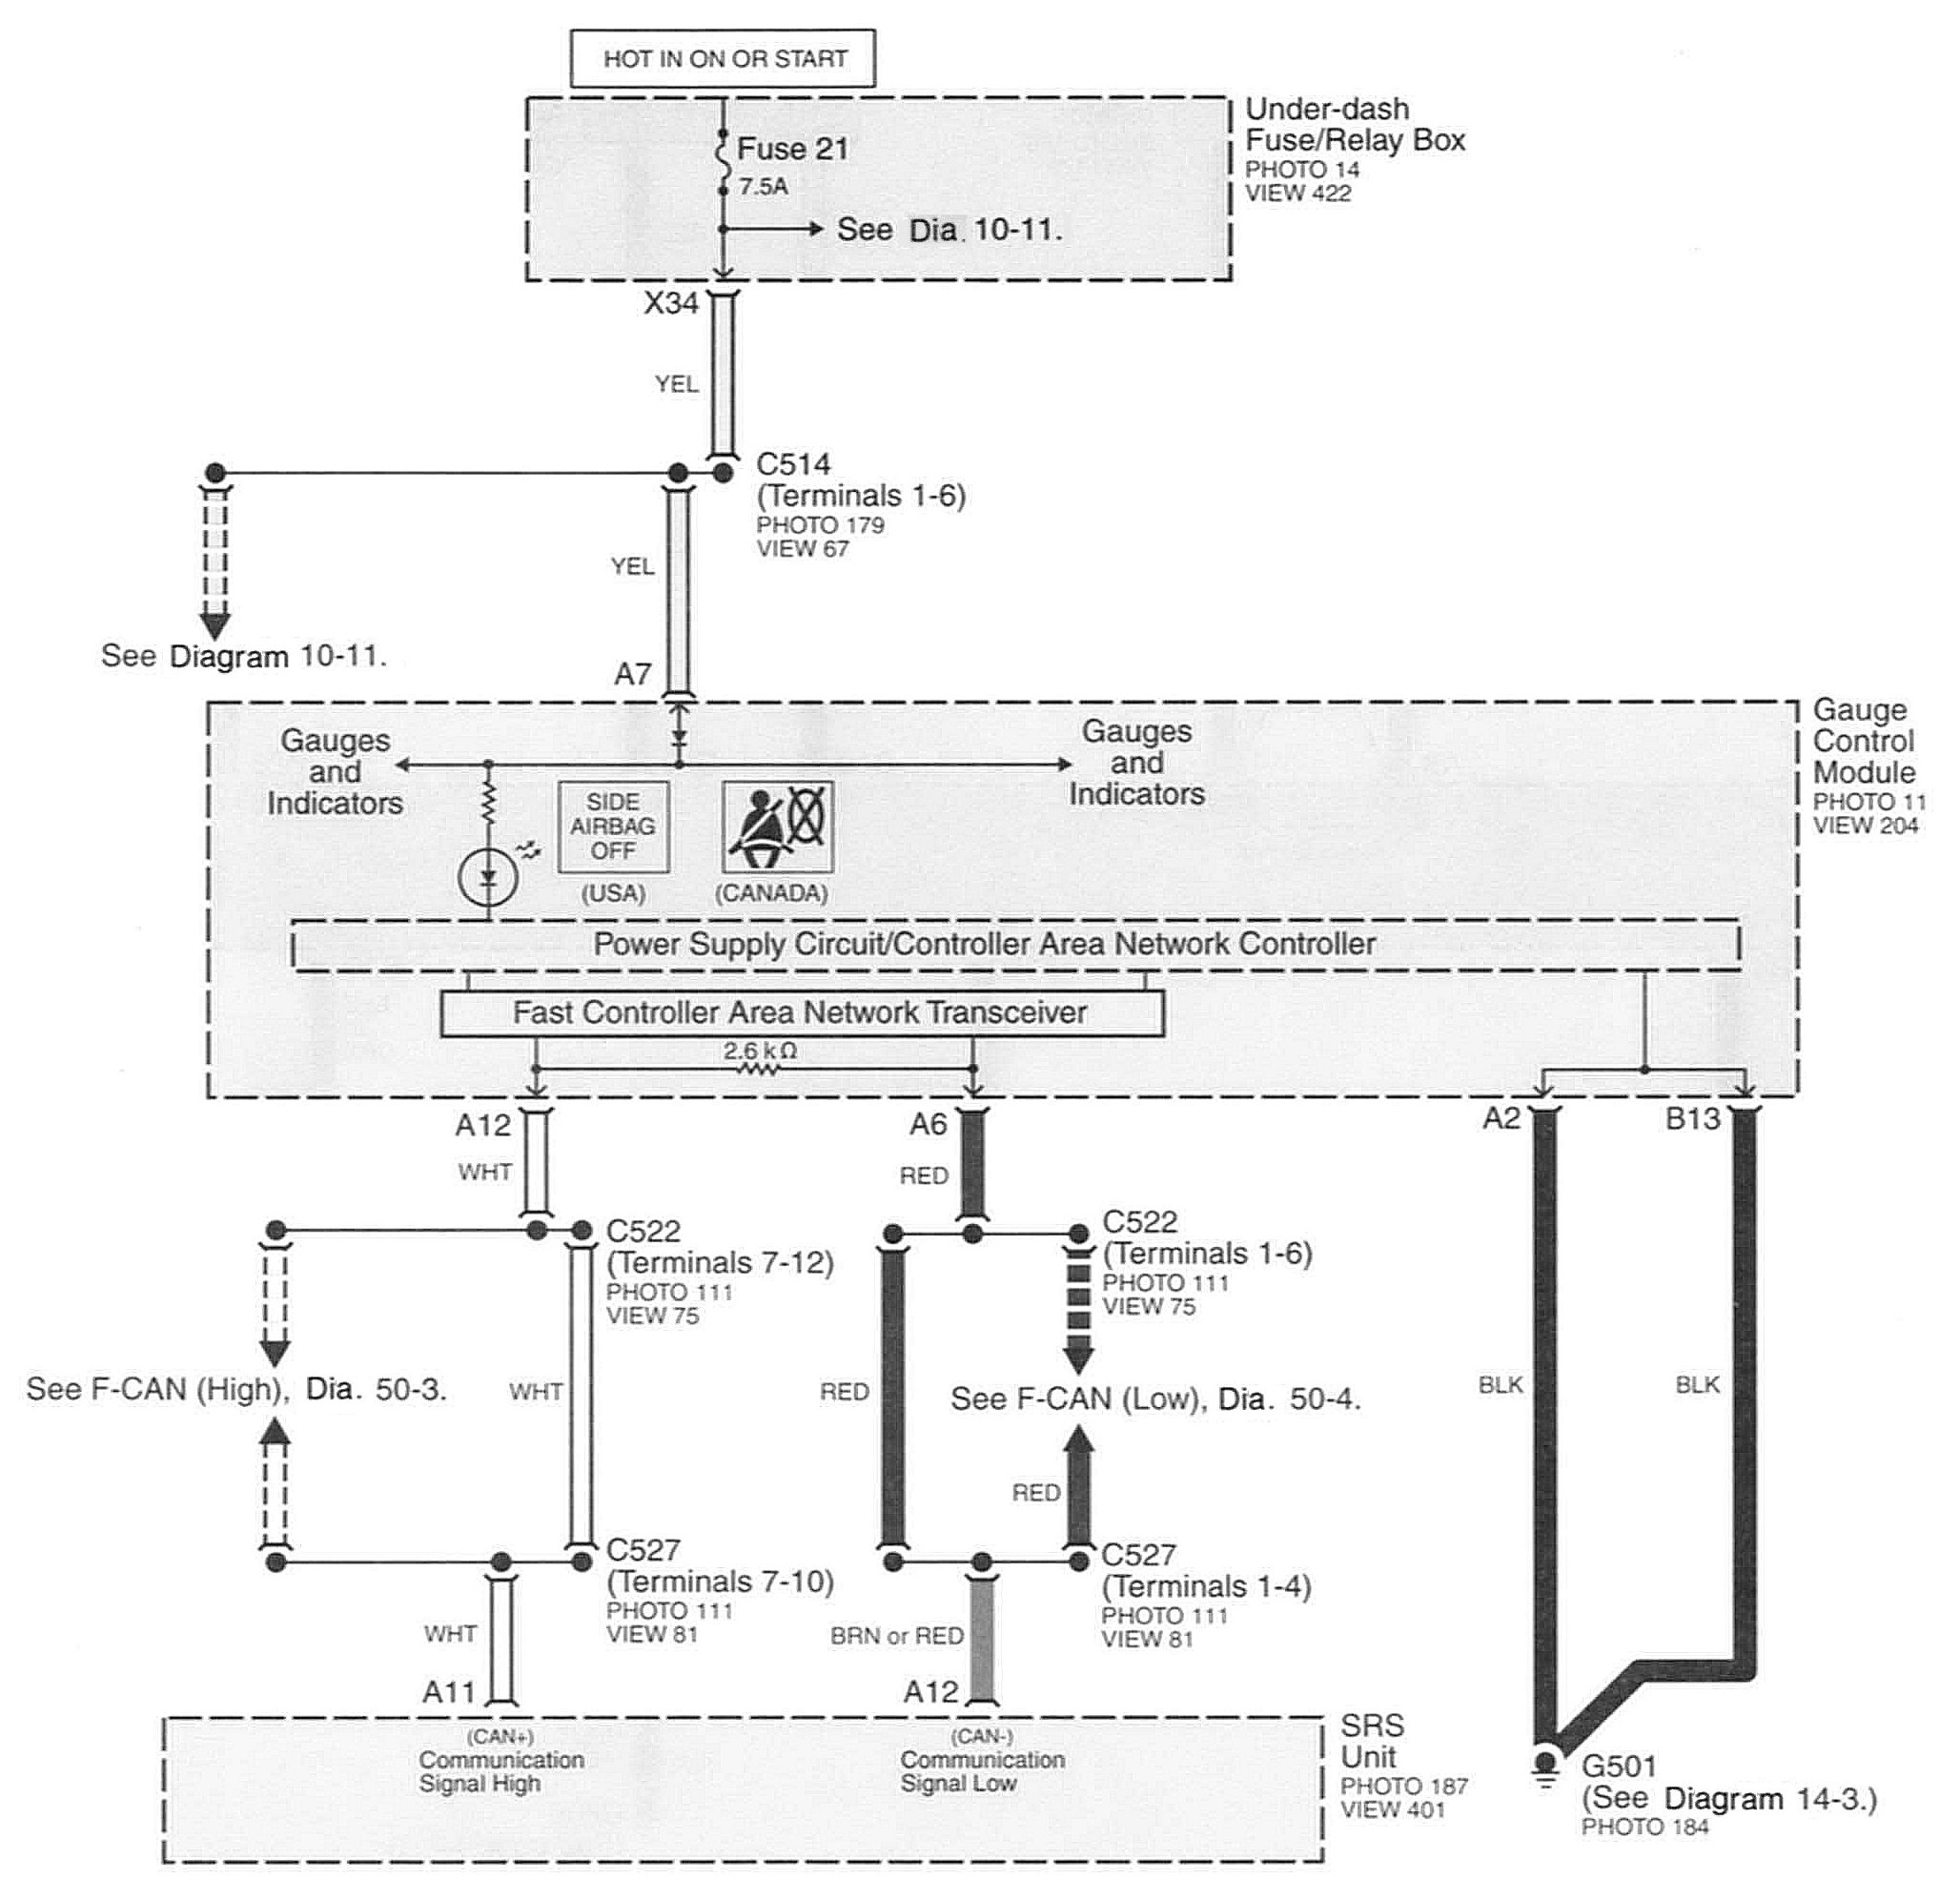 HOT IN ON OR START
Under-dash
Fuse/Relay Box
PHOTO 14
VIEW 422
Fuse 21
7.5A
See Dia. 10-11.
X34
YEL
C514
(Terminals 1-6)
PHOTO 179
VIEW 67
YEL
See Diagram 10-11.
A7
Gauge
Control
Module
PHOTO 11
VIEW 204
Gauges
and
Indicators
Gauges
and
Indicators
SIDE
AIRBAG
OFF
(USA)
(CANADA)
Power Supply Circuit/Controller Area Network Controller
Fast Controller Area Network Transceiver
2.6 k Ω
A12
WHT
A6
RED
A2
B13
C522
(Terminals 7-12)
PHOTO 111
VIEW 75
C522
(Terminals 1-6)
PHOTO 111
VIEW 75
See F-CAN (High), Dia. 50-3.
WHT
RED
See F-CAN (Low), Dia. 50-4.
BLK
BLK
RED
C527
(Terminals 7-10)
PHOTO 111
VIEW 81
C527
(Terminals 1-4)
PHOTO 111
VIEW 81
WHT
BRN or RED
A11
A12
(CAN+)
Communication
Signal High
(CAN-)
Communication
Signal Low
SRS
Unit
PHOTO 187
VIEW 401
G501
(See Diagram 14-3.)
PHOTO 184